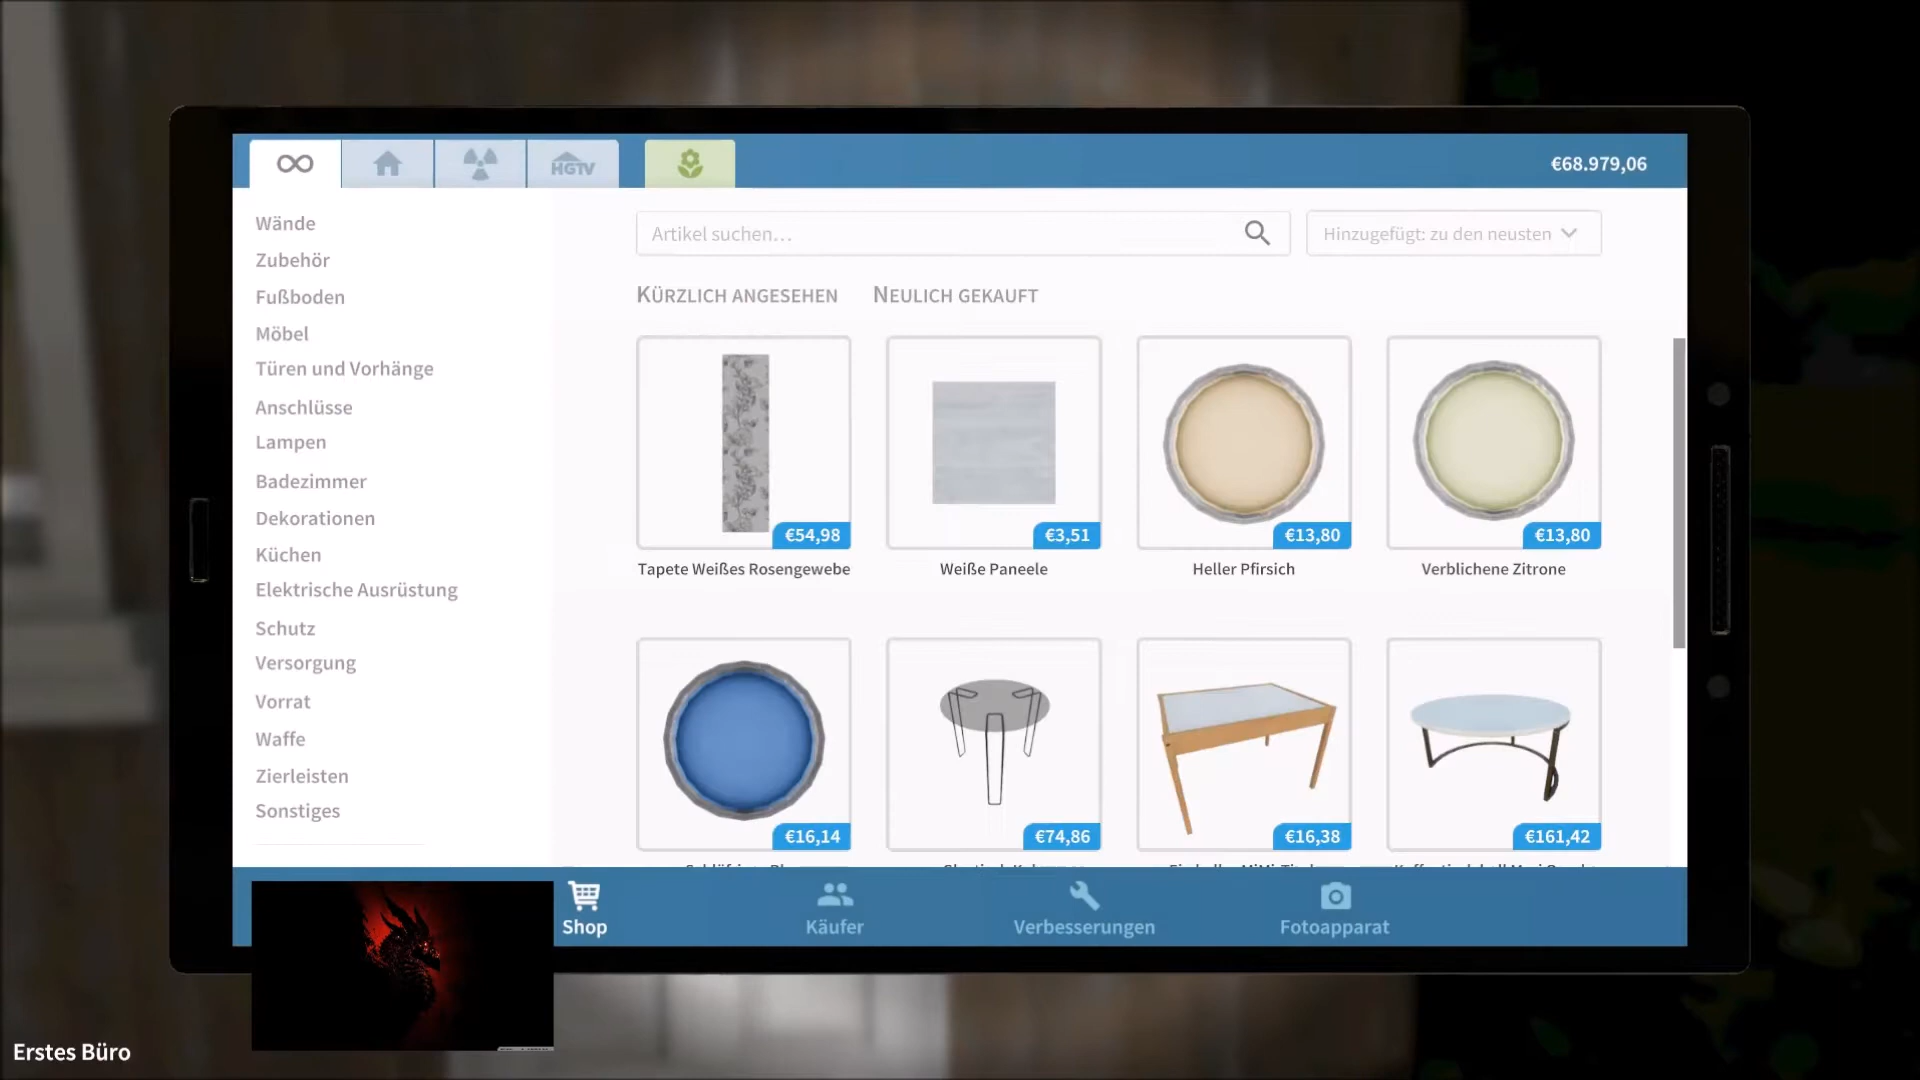 HGTV
€68.979,06
Wände
Zubehör
Fußboden
Möbel
Türen und Vorhänge
Anschlüsse
Lampen
Badezimmer
Dekorationen
Küchen
Elektrische Ausrüstung
Schutz
Versorgung
Vorrat
Waffe
Zierleisten
Sonstiges
Artikel suchen...
Hinzugefügt: zu den neusten
KÜRZLICH ANGESEHEN
NEULICH GEKAUFT
€54,98
€3,51
€13,80
€13,80
Tapete Weißes Rosengewebe
Weiße Paneele
Heller Pfirsich
Verblichene Zitrone
€16,14
€74,86
€16,38
€161,42
Shop
Käufer
Verbesserungen
Fotoapparat
Erstes Büro